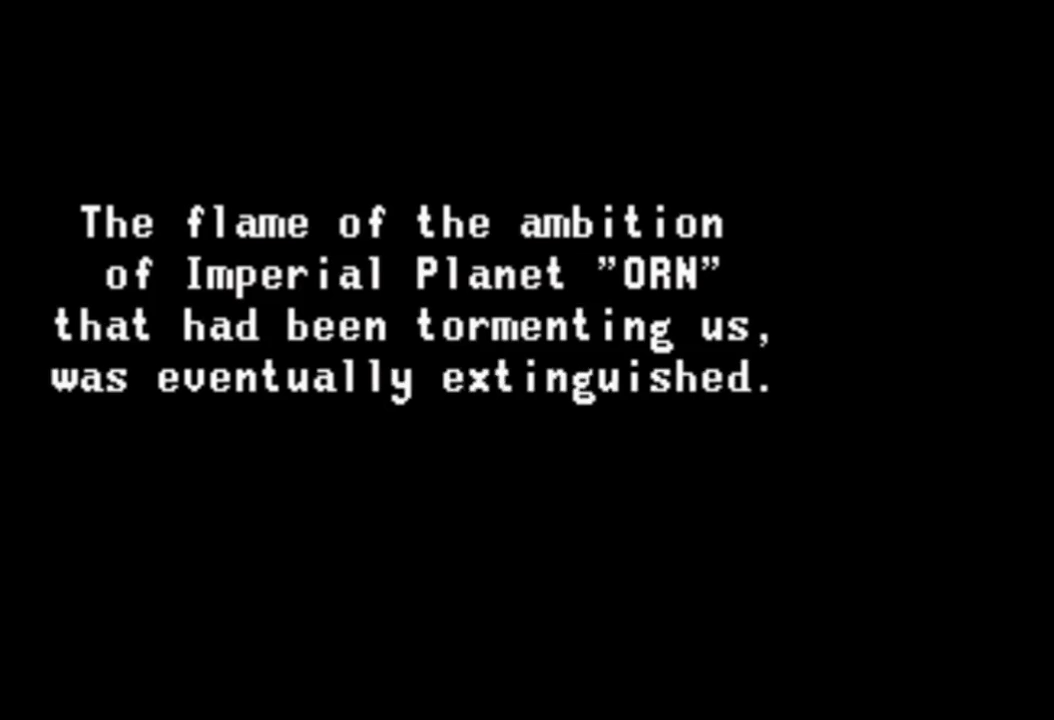 The flame of the ambition
of Imperial Planet ”ORN”
that had been tormenting us,
was eventually extinguished.